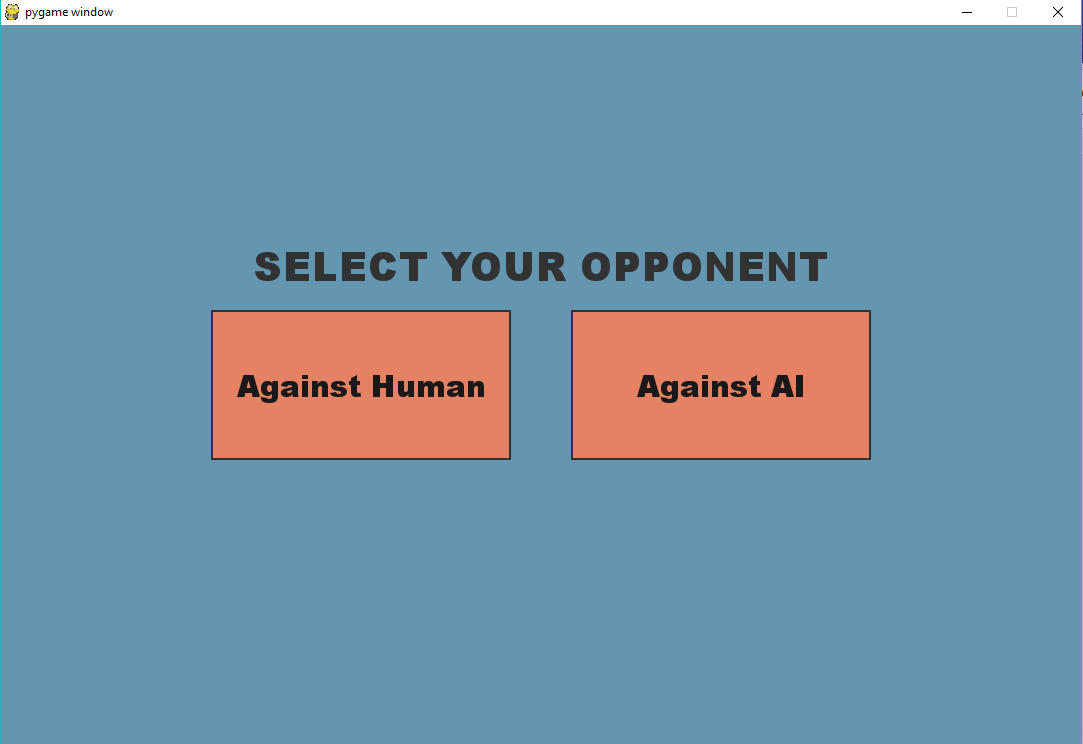 pygame window
SELECT YOUR OPPONENT
Against Human
Against AI